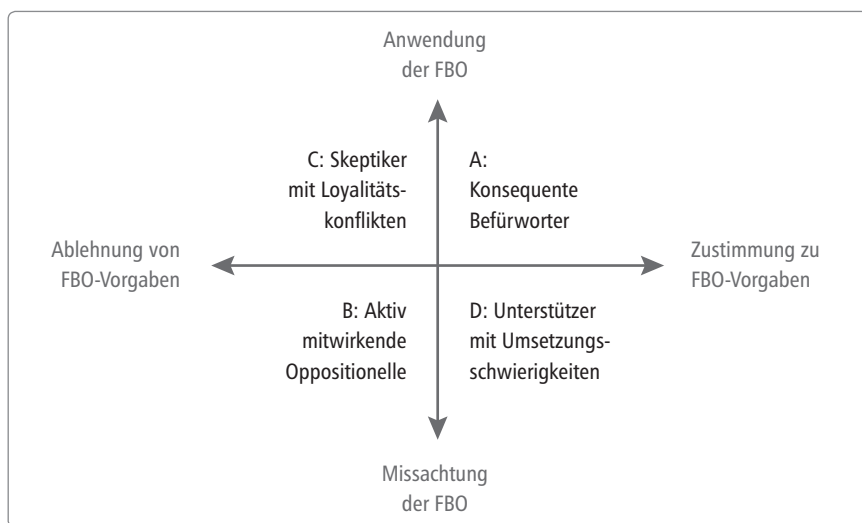 Anwendung
der FBO
C: Skeptiker
mit Loyalitäts-
konflikten
A:
Konsequente
Befürworter
Ablehnung von
FBO-Vorgaben
Zustimmung zu
FBO-Vorgaben
B: Aktiv
mitwirkende
Oppositionelle
D: Unterstützer
mit Umsetzungs-
schwierigkeiten
Missachtung
der FBO